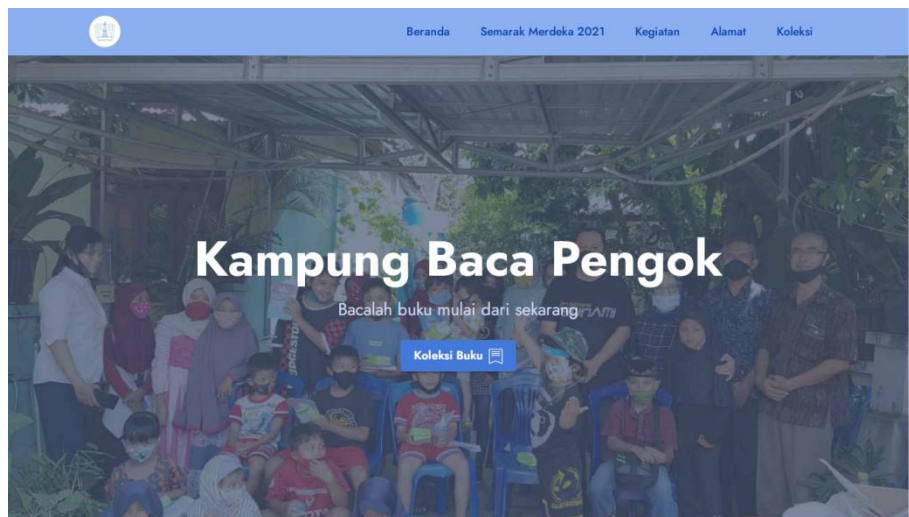 Beranda Semarak Merdeka 2021 Kegiatan Alamat Koleksi
Kampung Baca Pengok
Bacalah buku mulai dari sekarang
Koleksi Buku